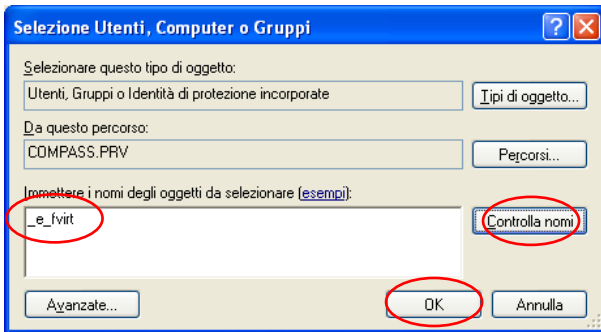 Selezione Utenti, Computer o Gruppi
Selezionare questo tipo di oggetto:
Utenti, Gruppi o Identità di protezione incorporate
Tipi di oggetto...
Da questo percorso:
COMPASS.PRV
Percorsi...
Immettere i nomi degli oggetti da selezionare (esempi):
_e_fvirt
Controlla nomi
Avanzate...
OK
Annulla